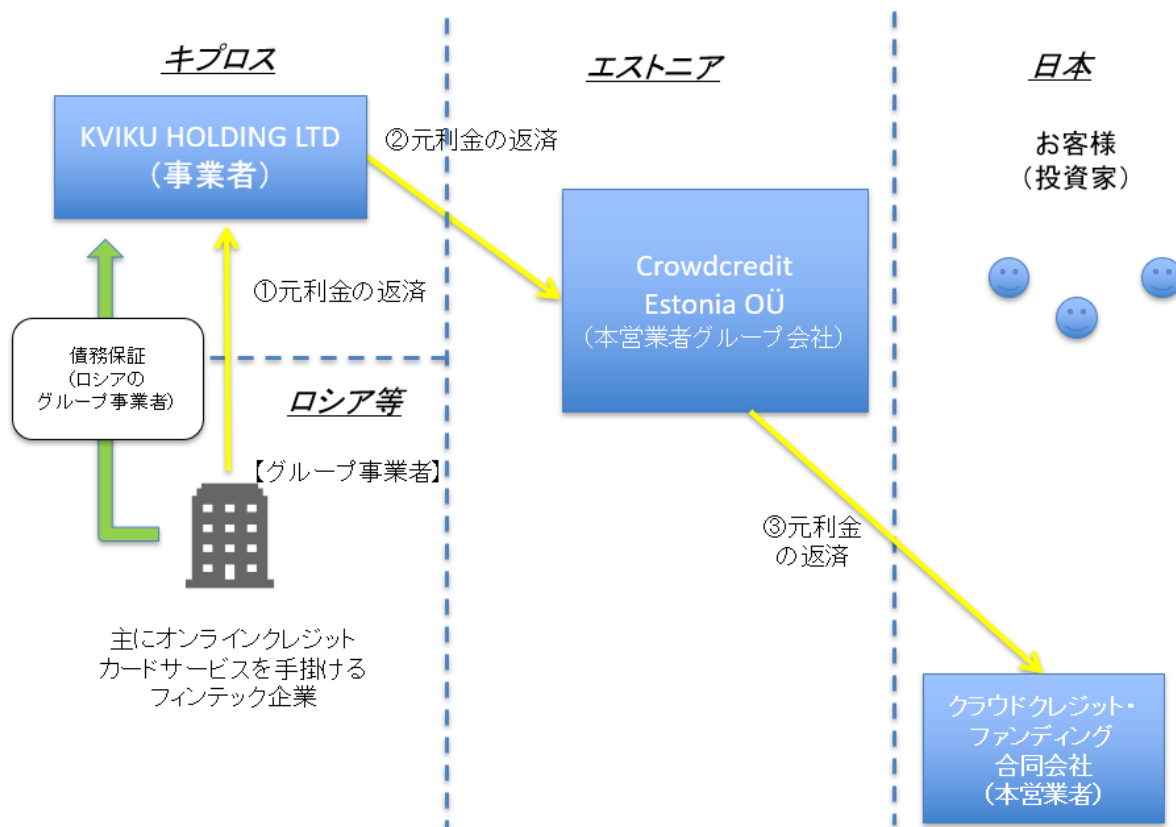 キプロス
KVIKU HOLDING LTD
（事業者）
②元利金の返済
①元利金の返済
債務保証
(ロシアの
グループ事業者)
ロシア等
【グループ事業者】
主にオンラインクレジット
カードサービスを手掛ける
フィンテック企業
エストニア
Crowdcredit
Estonia OÜ
（本営業者グループ会社）
③元利金
の返済
日本
お客様
（投資家）
クラウドクレジット・
ファンディング
合同会社
（本営業者）